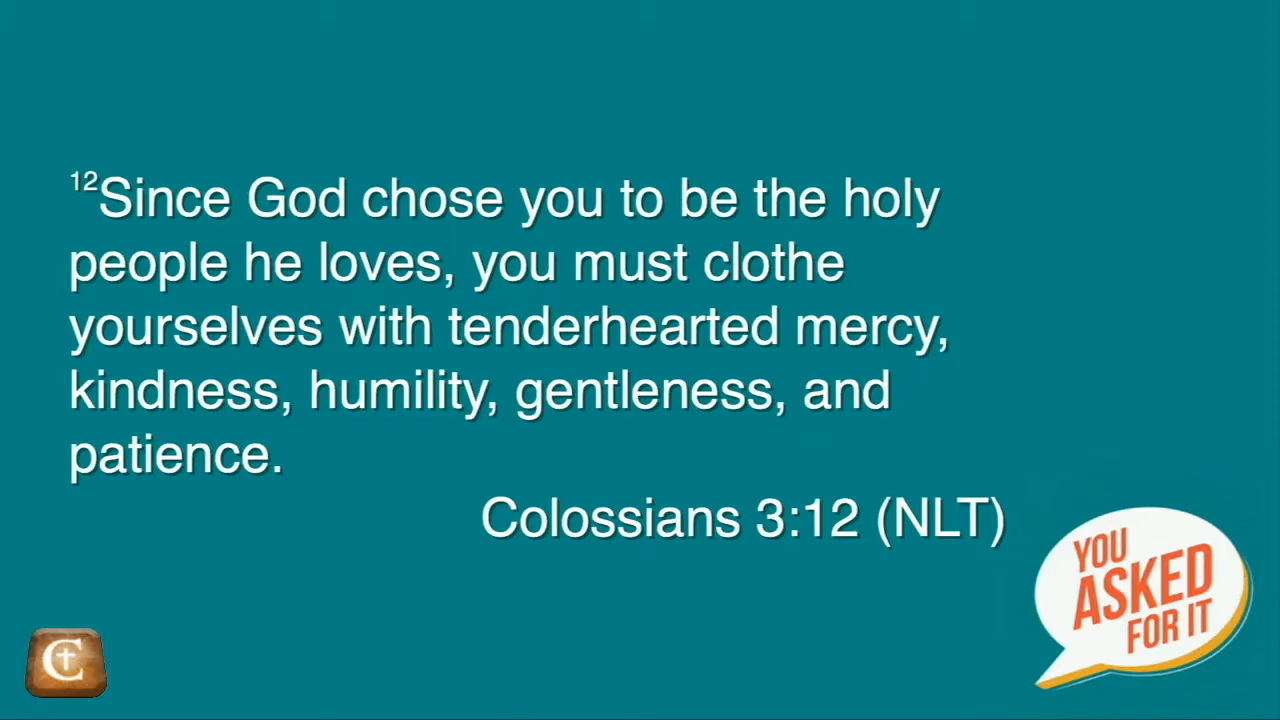 12Since God chose you to be the holy
people he loves, you must clothe
yourselves with tenderhearted mercy,
kindness, humility, gentleness, and
patience.
Colossians 3:12 (NLT)
YOU
ASKED
FOR IT
C